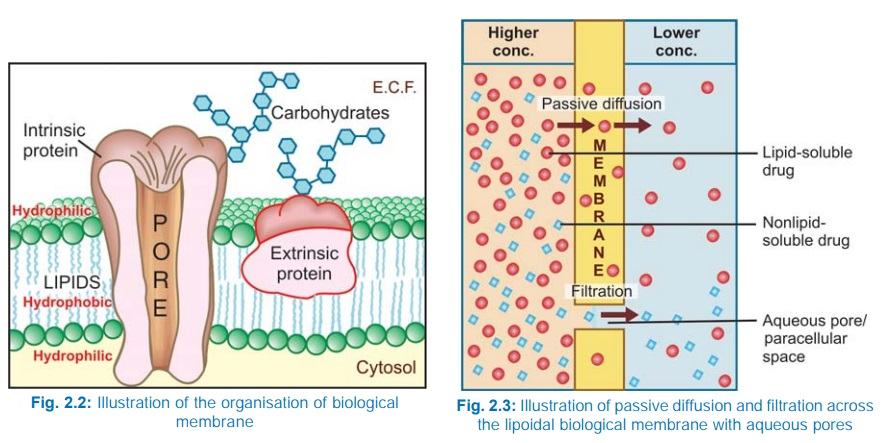 E.C.F.
Carbohydrates
Intrinsic
protein
Hydrophilic
PORE
Extrinsic
protein
LIPIDS
Hydrophobic
Hydrophilic
Cytosol
Fig. 2.2: Illustration of the organisation of biological
membrane
Higher
conc.
Lower
conc.
Passive diffusion
MEMBRANE
Lipid-soluble
drug
Nonlipid-
soluble drug
Filtration
Aqueous pore/
paracellular
space
Fig. 2.3: Illustration of passive diffusion and filtration across
the lipoidal biological membrane with aqueous pores